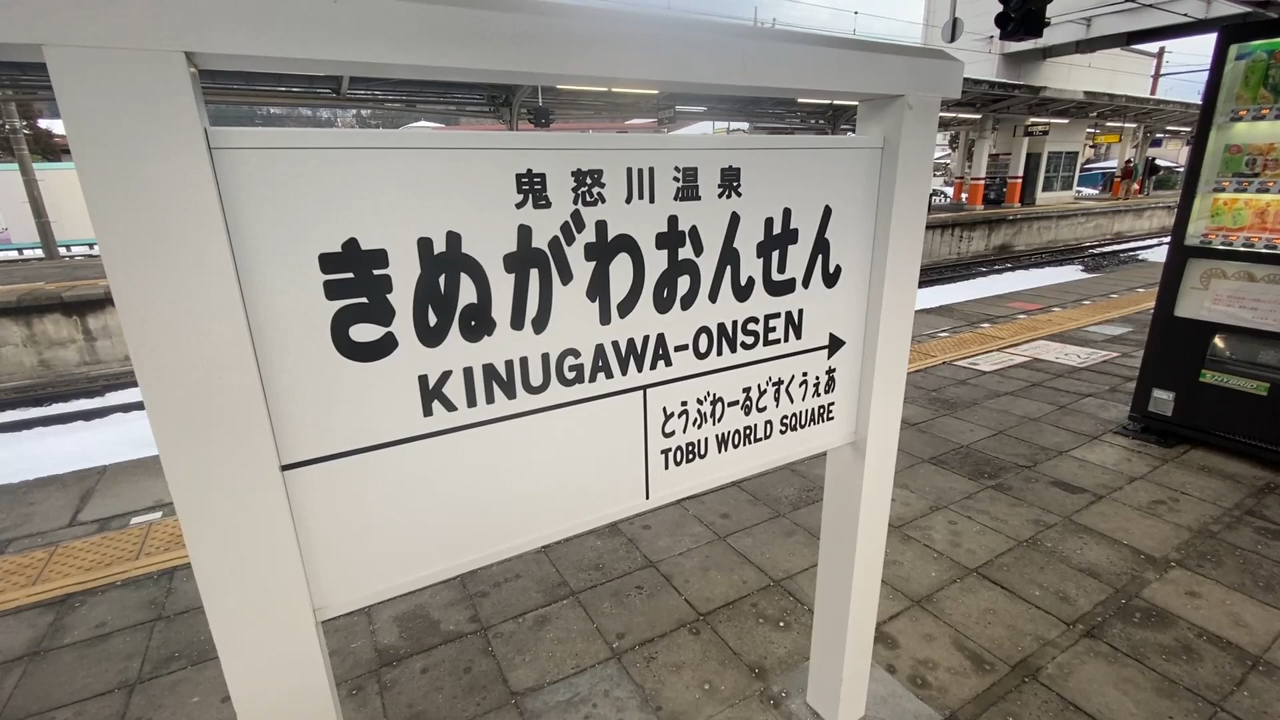 鬼怒川温泉
きぬがわおんせん
KINUGAWA-ONSEN
とうぶわーるどすくうぇあ
TOBU WORLD SQUARE
HYBRID